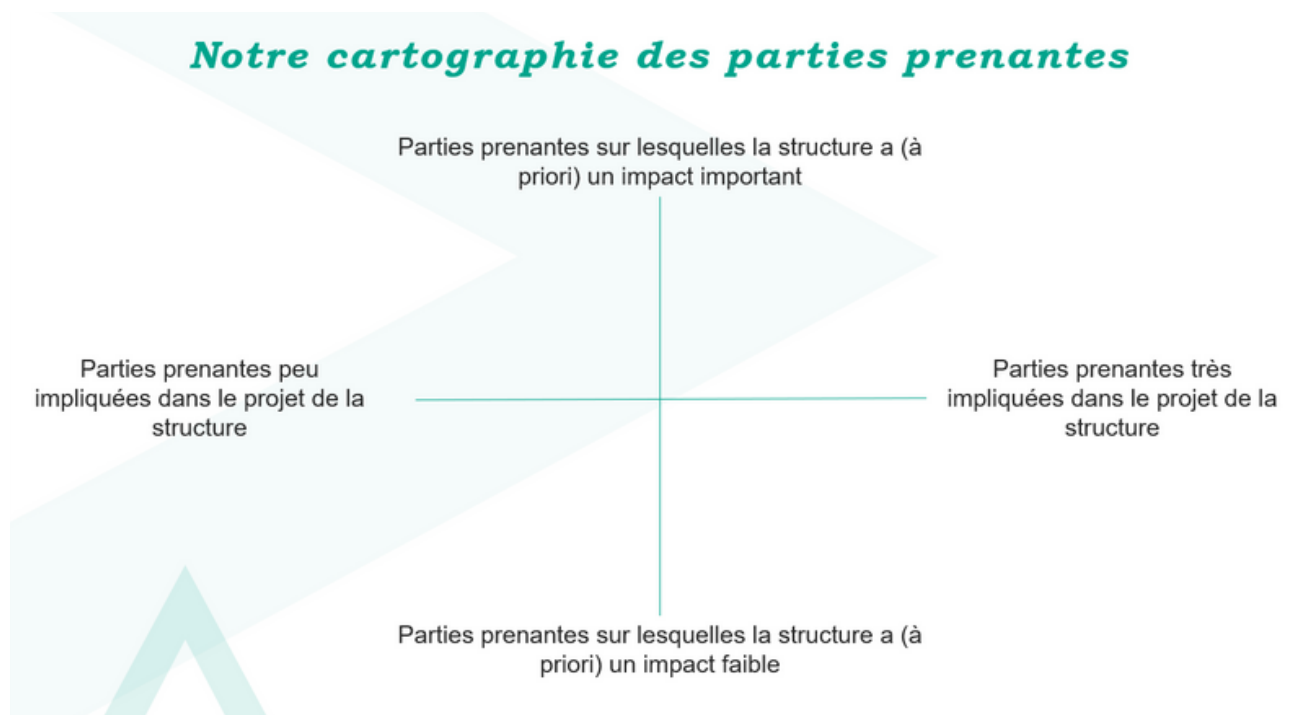 Notre cartographie des parties prenantes
Parties prenantes sur lesquelles la structure a (à
priori) un impact important
Parties prenantes peu
impliquées dans le projet de la
structure
Parties prenantes très
impliquées dans le projet de la
structure
Parties prenantes sur lesquelles la structure a (à
priori) un impact faible